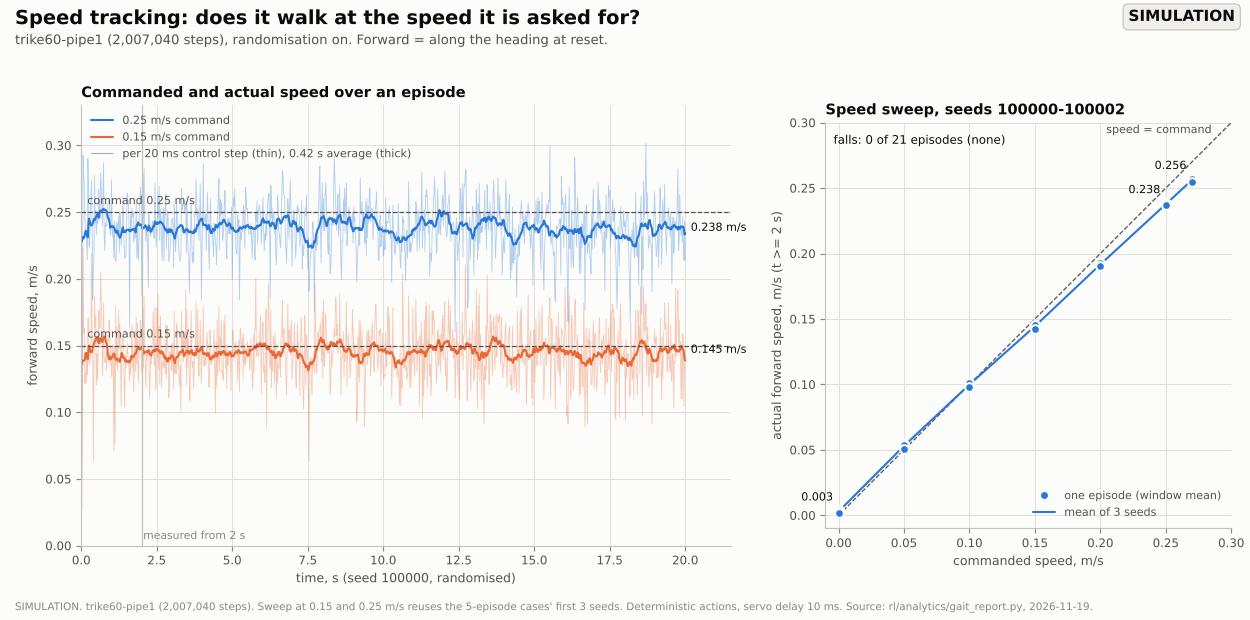 Speed tracking: does it walk at the speed it is asked for?
SIMULATION
trike60-pipe1 (2,007,040 steps), randomisation on. Forward = along the heading at reset.
Commanded and actual speed over an episode
0.25 m/s command
0.15 m/s command
per 20 ms control step (thin), 0.42 s average (thick)
command 0.25 m/s
0.238 m/s
command 0.15 m/s
0.145 m/s
measured from 2 s
forward speed, m/s
0.30
0.25
0.20
0.15
0.10
0.05
0.00
0.0 2.5 5.0 7.5 10.0 12.5 15.0 17.5 20.0
time, s (seed 100000, randomised)
Speed sweep, seeds 100000-100002
speed = command
falls: 0 of 21 episodes (none)
0.256
0.238
0.003
one episode (window mean)
mean of 3 seeds
actual forward speed, m/s (t >= 2 s)
0.30
0.25
0.20
0.15
0.10
0.05
0.00
0.00 0.05 0.10 0.15 0.20 0.25 0.30
commanded speed, m/s
SIMULATION. trike60-pipe1 (2,007,040 steps). Sweep at 0.15 and 0.25 m/s reuses the 5-episode cases' first 3 seeds. Deterministic actions, servo delay 10 ms. Source: rl/analytics/gait_report.py, 2026-11-19.